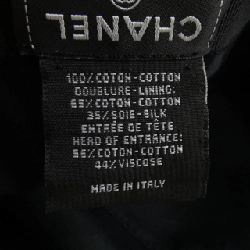 CHANEL
100% COTON-COTTON
DOUBLURE-LINING:
65% COTON-COTTON
35% SOIE-SILK
ENTRÉE DE TÊTE
HERD OF ENTRANCE:
56% COTON-COTTON
44% VISCOSE
MADE IN ITALY